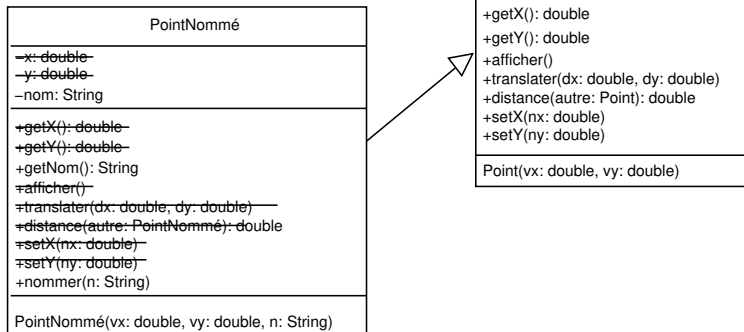 PointNommé
–x: double
–y: double
–nom: String
+getX(): double
+getY(): double
+getNom(): String
+afficher()
+translater(dx: double, dy: double)
+distance(autre: PointNommé): double
+setX(nx: double)
+setY(ny: double)
+nommer(n: String)
PointNommé(vx: double, vy: double, n: String)
+getX(): double
+getY(): double
+afficher()
+translater(dx: double, dy: double)
+distance(autre: Point): double
+setX(nx: double)
+setY(ny: double)
Point(vx: double, vy: double)